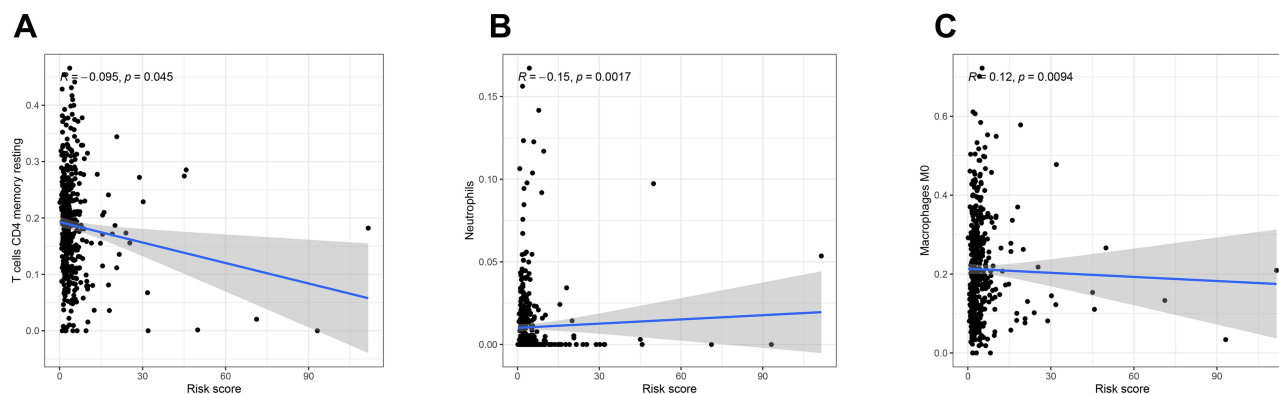 A
R = −0.095, p = 0.045
T cells CD4 memory resting
0.4
0.3
0.2
0.1
0.0
0
30
60
90
Risk score
B
R = −0.15, p = 0.0017
Neutrophils
0.15
0.10
0.05
0.00
0
30
60
90
Risk score
C
R = 0.12, p = 0.0094
Macrophages M0
0.6
0.4
0.2
0.0
0
30
60
90
Risk score